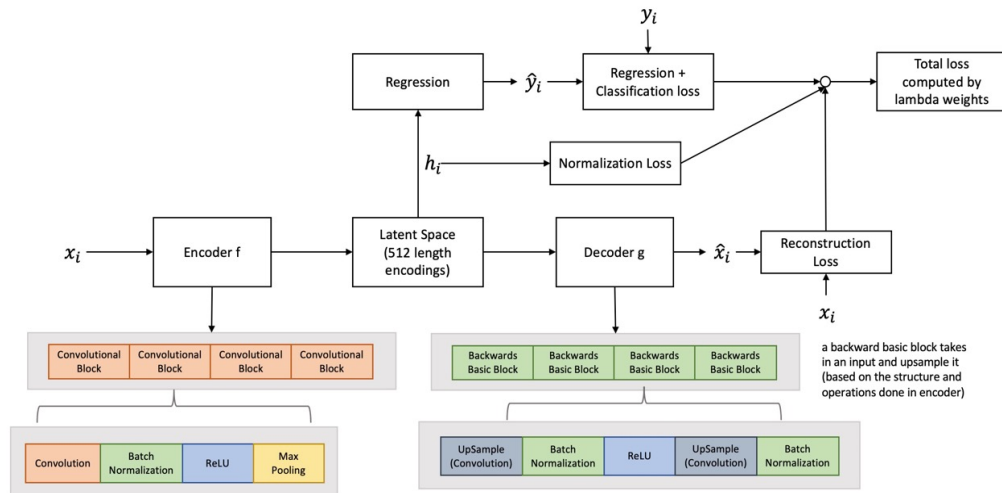 y_i
Regression
ŷ_i
Regression +
Classification loss
Total loss
computed by
lambda weights
h_i
Normalization Loss
x_i
Encoder f
Latent Space
(512 length
encodings)
Decoder g
x̂_i
Reconstruction
Loss
x_i
a backward basic block takes
in an input and upsample it
(based on the structure and
operations done in encoder)
Convolutional
Block
Convolutional
Block
Convolutional
Block
Convolutional
Block
Backwards
Basic Block
Backwards
Basic Block
Backwards
Basic Block
Backwards
Basic Block
Convolution
Batch
Normalization
ReLU
Max
Pooling
UpSample
(Convolution)
Batch
Normalization
ReLU
UpSample
(Convolution)
Batch
Normalization